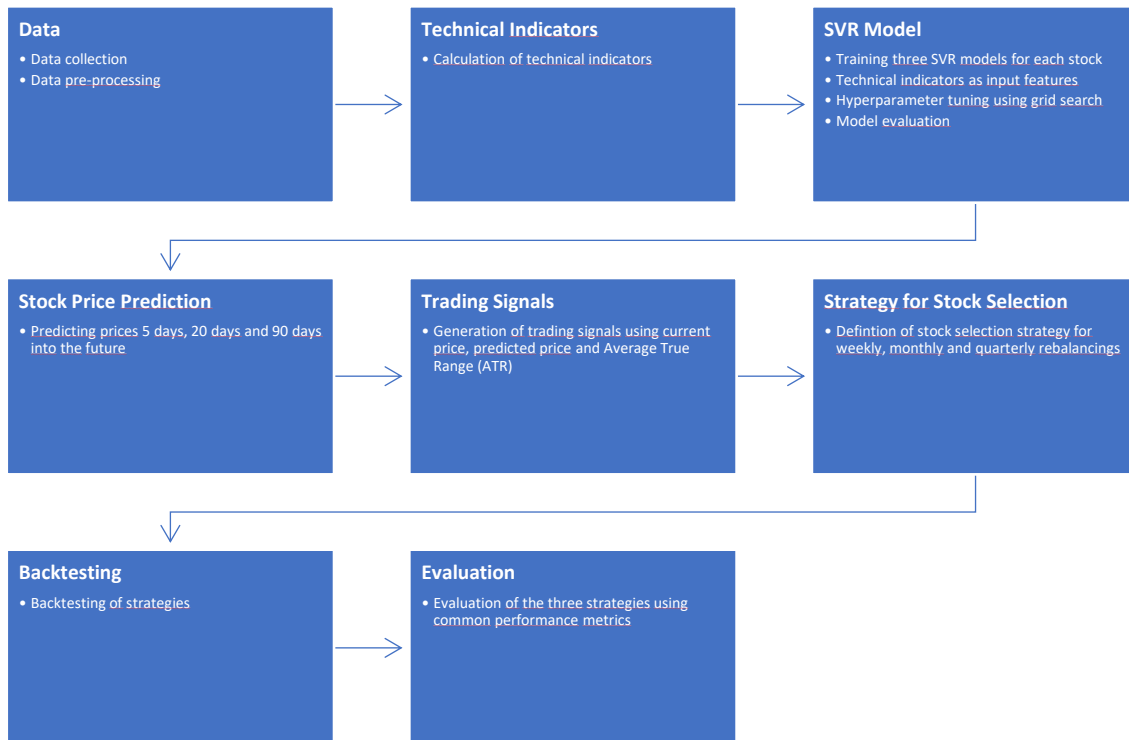 Data
• Data collection
• Data pre-processing
Technical Indicators
• Calculation of technical indicators
SVR Model
• Training three SVR models for each stock
• Technical indicators as input features
• Hyperparameter tuning using grid search
• Model evaluation
Stock Price Prediction
• Predicting prices 5 days, 20 days and 90 days
into the future
Trading Signals
• Generation of trading signals using current
price, predicted price and Average True
Range (ATR)
Strategy for Stock Selection
• Defintion of stock selection strategy for
weekly, monthly and quarterly rebalancings
Backtesting
• Backtesting of strategies
Evaluation
• Evaluation of the three strategies using
common performance metrics